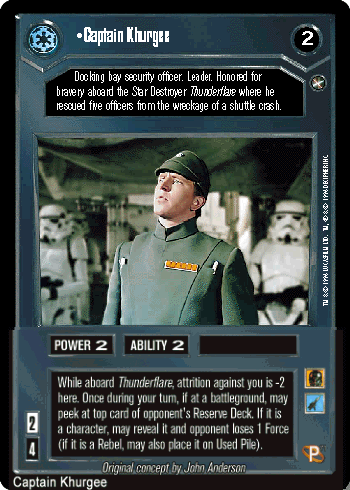 •Captain Khurgee
2
Docking bay security officer. Leader. Honored for
bravery aboard the Star Destroyer Thunderflare where he
rescued five officers from the wreckage of a shuttle crash.
POWER 2 ABILITY 2
While aboard Thunderflare, attrition against you is -2
here. Once during your turn, if at a battleground, may
peek at top card of opponent's Reserve Deck. If it is
a character, may reveal it and opponent loses 1 Force
(if it is a Rebel, may also place it on Used Pile).
2
4
P
Original concept by John Anderson
Captain Khurgee